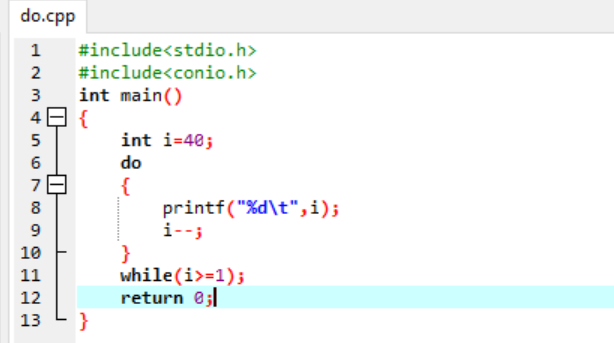 do.cpp
1 #include<stdio.h>
2 #include<conio.h>
3 int main()
4 {
5 int i=40;
6 do
7 {
8 printf("%d\t",i);
9 i--;
10 }
11 while(i>=1);
12 return 0;
13 }